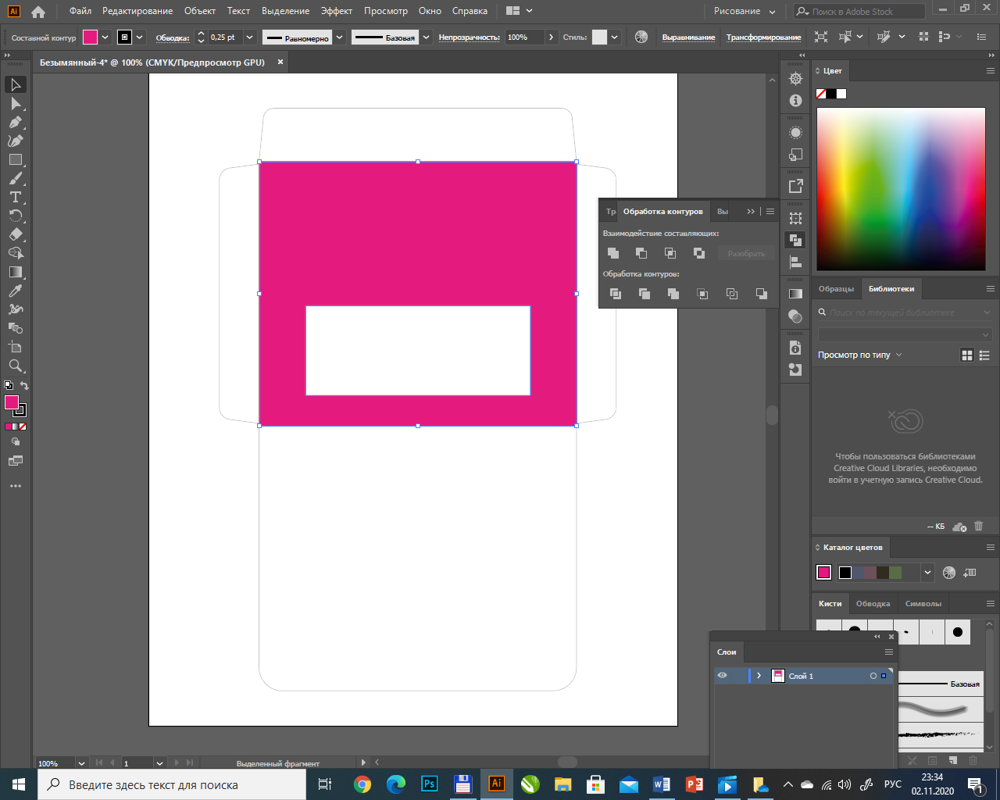 Ai Файл Редактирование Объект Текст Выделение Эффект Просмотр Окно Справка Рисование Поиск в Adobe Stock
Составной контур Обводка: 0,25 pt Равномерно Базовая Непрозрачность: 100% Стиль: Выравнивание Трансформирование
Безымянный-4* @ 100% (CMYK/Предпросмотр GPU) ×
Цвет
Тра Обработка контуров Вы
Взаимодействие составляющих:
Разобрать
Обработка контуров:
Образцы Библиотеки
Поиск по текущей библиотеке
Просмотр по типу
Чтобы пользоваться библиотеками
Creative Cloud Libraries, необходимо
войти в учетную запись Creative Cloud.
-- КБ
Каталог цветов
Кисти Обводка Символы
Слои
Слой 1
Базовая
100% 1 Выделенный фрагмент
Введите здесь текст для поиска
Ps Ai
РУС
23:34
02.11.2020
1